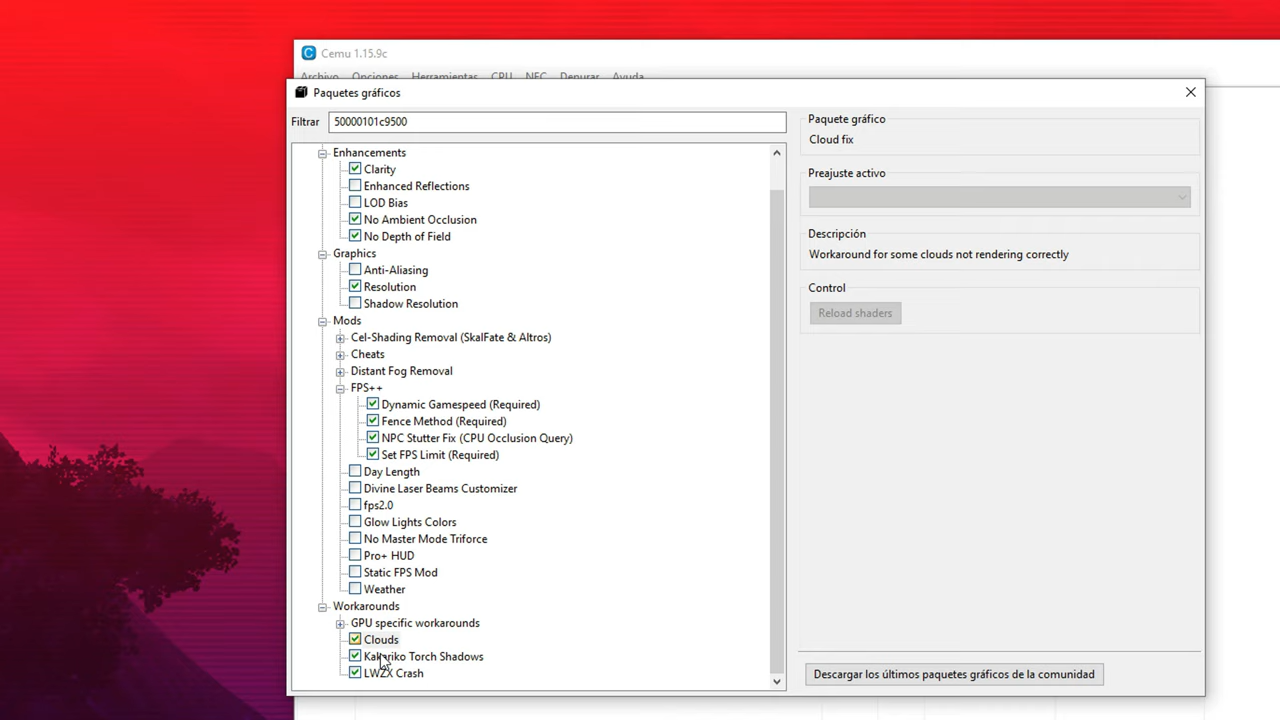 Cemu 1.15.9c
Archivo Opciones Herramientas CPU NFC Depurar Ayuda
Paquetes gráficos
Filtrar 50000101c9500
Enhancements
Clarity
Enhanced Reflections
LOD Bias
No Ambient Occlusion
No Depth of Field
Graphics
Anti-Aliasing
Resolution
Shadow Resolution
Mods
Cel-Shading Removal (SkalFate & Altros)
Cheats
Distant Fog Removal
FPS++
Dynamic Gamespeed (Required)
Fence Method (Required)
NPC Stutter Fix (CPU Occlusion Query)
Set FPS Limit (Required)
Day Length
Divine Laser Beams Customizer
fps2.0
Glow Lights Colors
No Master Mode Triforce
Pro+ HUD
Static FPS Mod
Weather
Workarounds
GPU specific workarounds
Clouds
Kakariko Torch Shadows
LWZX Crash
Paquete gráfico
Cloud fix
Preajuste activo
Descripción
Workaround for some clouds not rendering correctly
Control
Reload shaders
Descargar los últimos paquetes gráficos de la comunidad